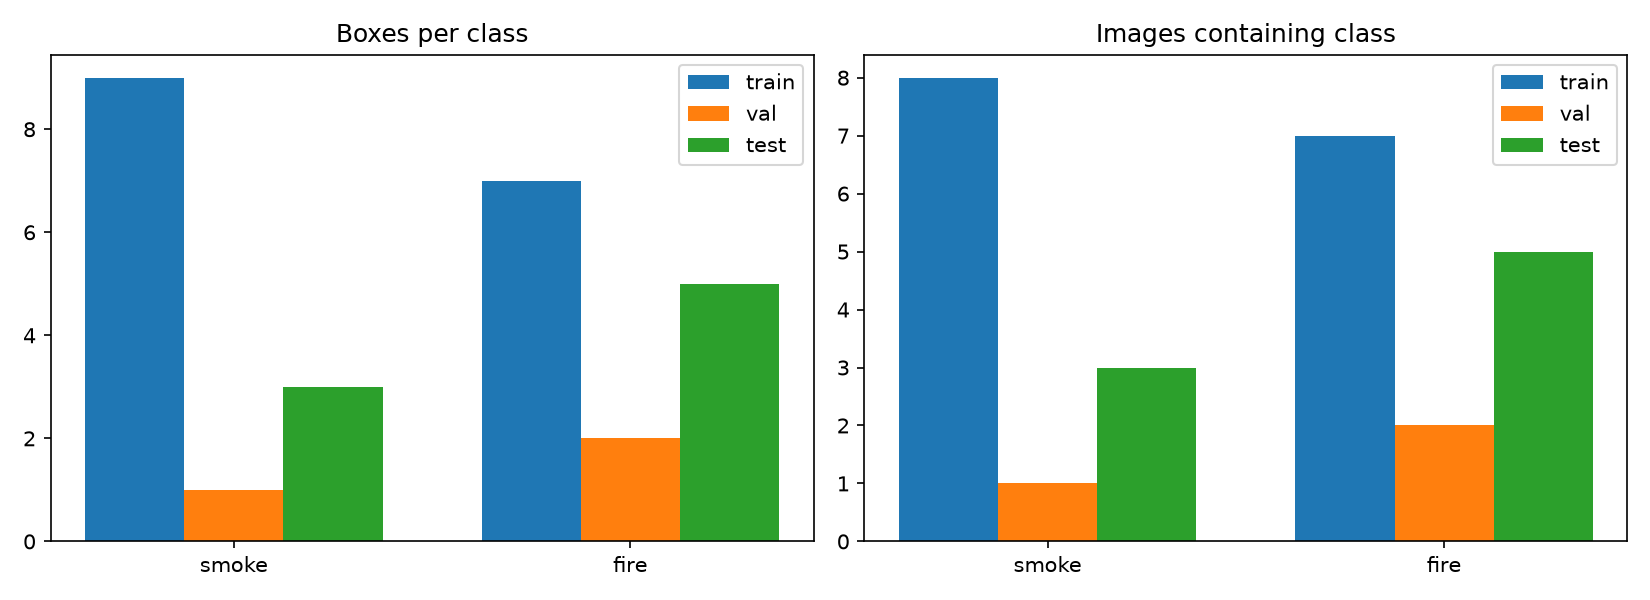 Boxes per class
train
val
test
8
6
4
2
0
smoke fire
Images containing class
train
val
test
8
7
6
5
4
3
2
1
0
smoke fire